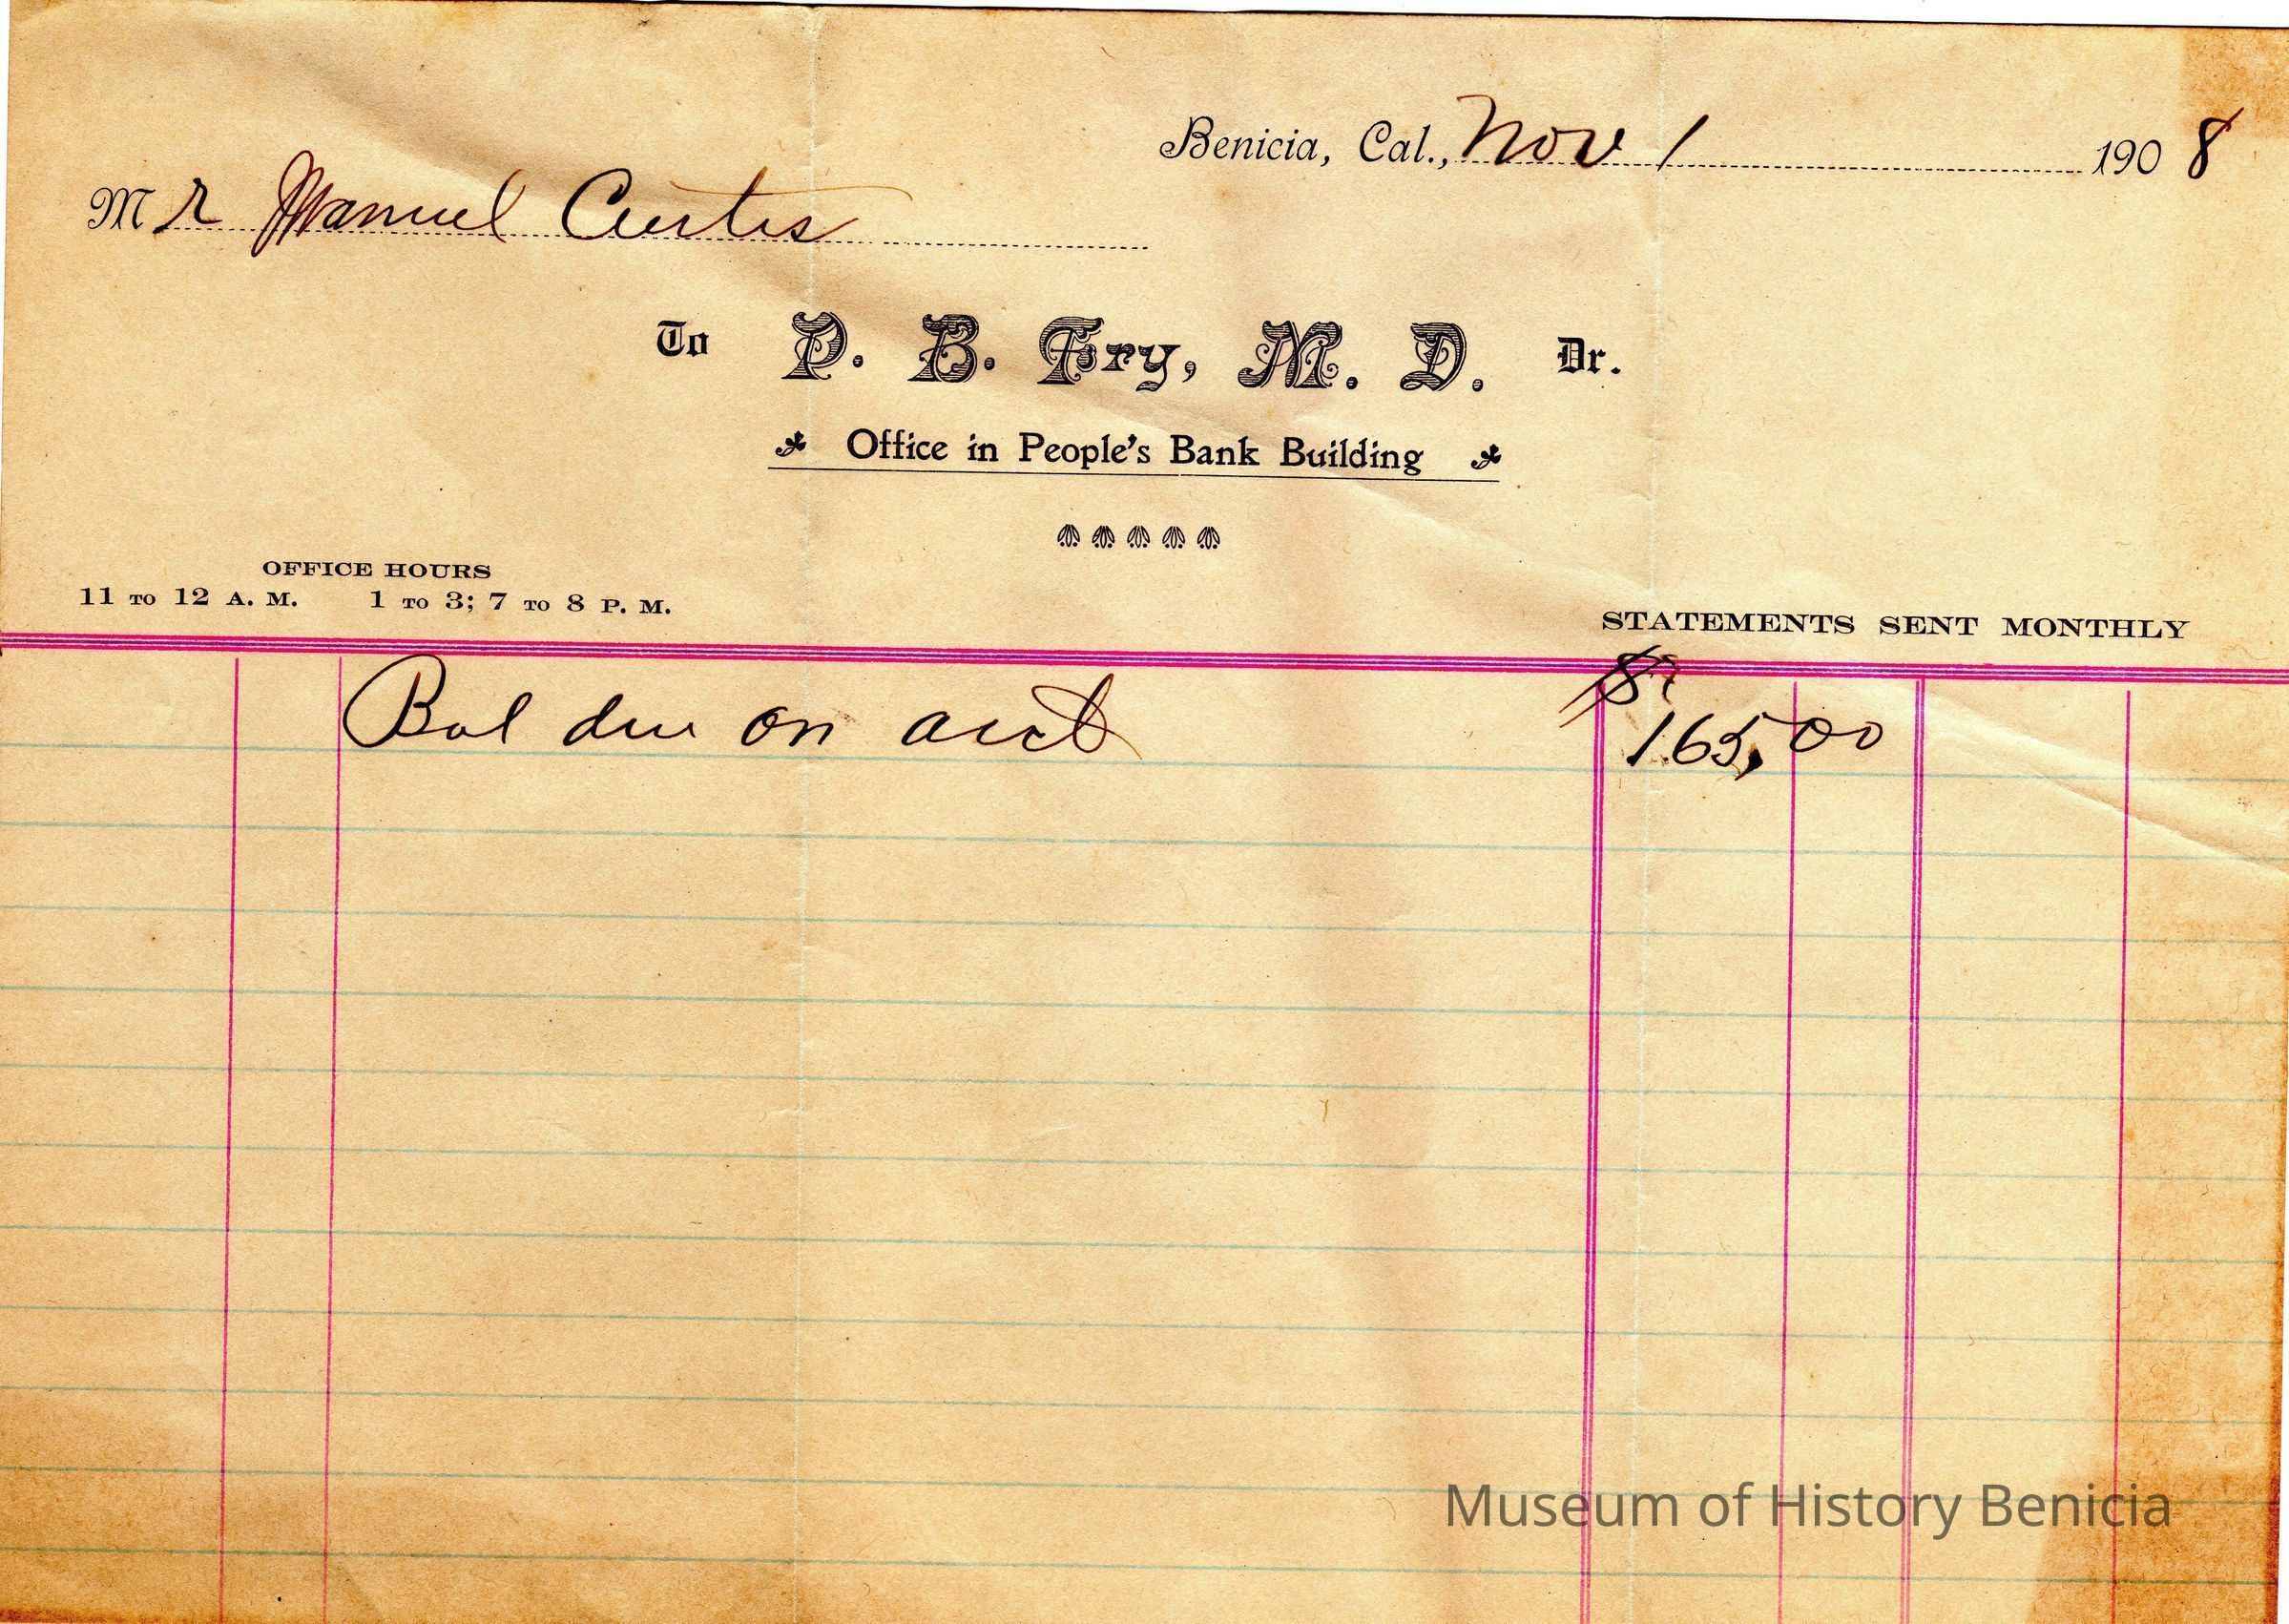 Benicia, Cal., Nov 1 1908
Mr Manuel Curtis
To P. B. Fry, M. D. Dr.
Office in People's Bank Building
OFFICE HOURS
11 TO 12 A. M. 1 TO 3; 7 TO 8 P. M.
STATEMENTS SENT MONTHLY
Bal due on acct $165,00
Museum of History Benicia